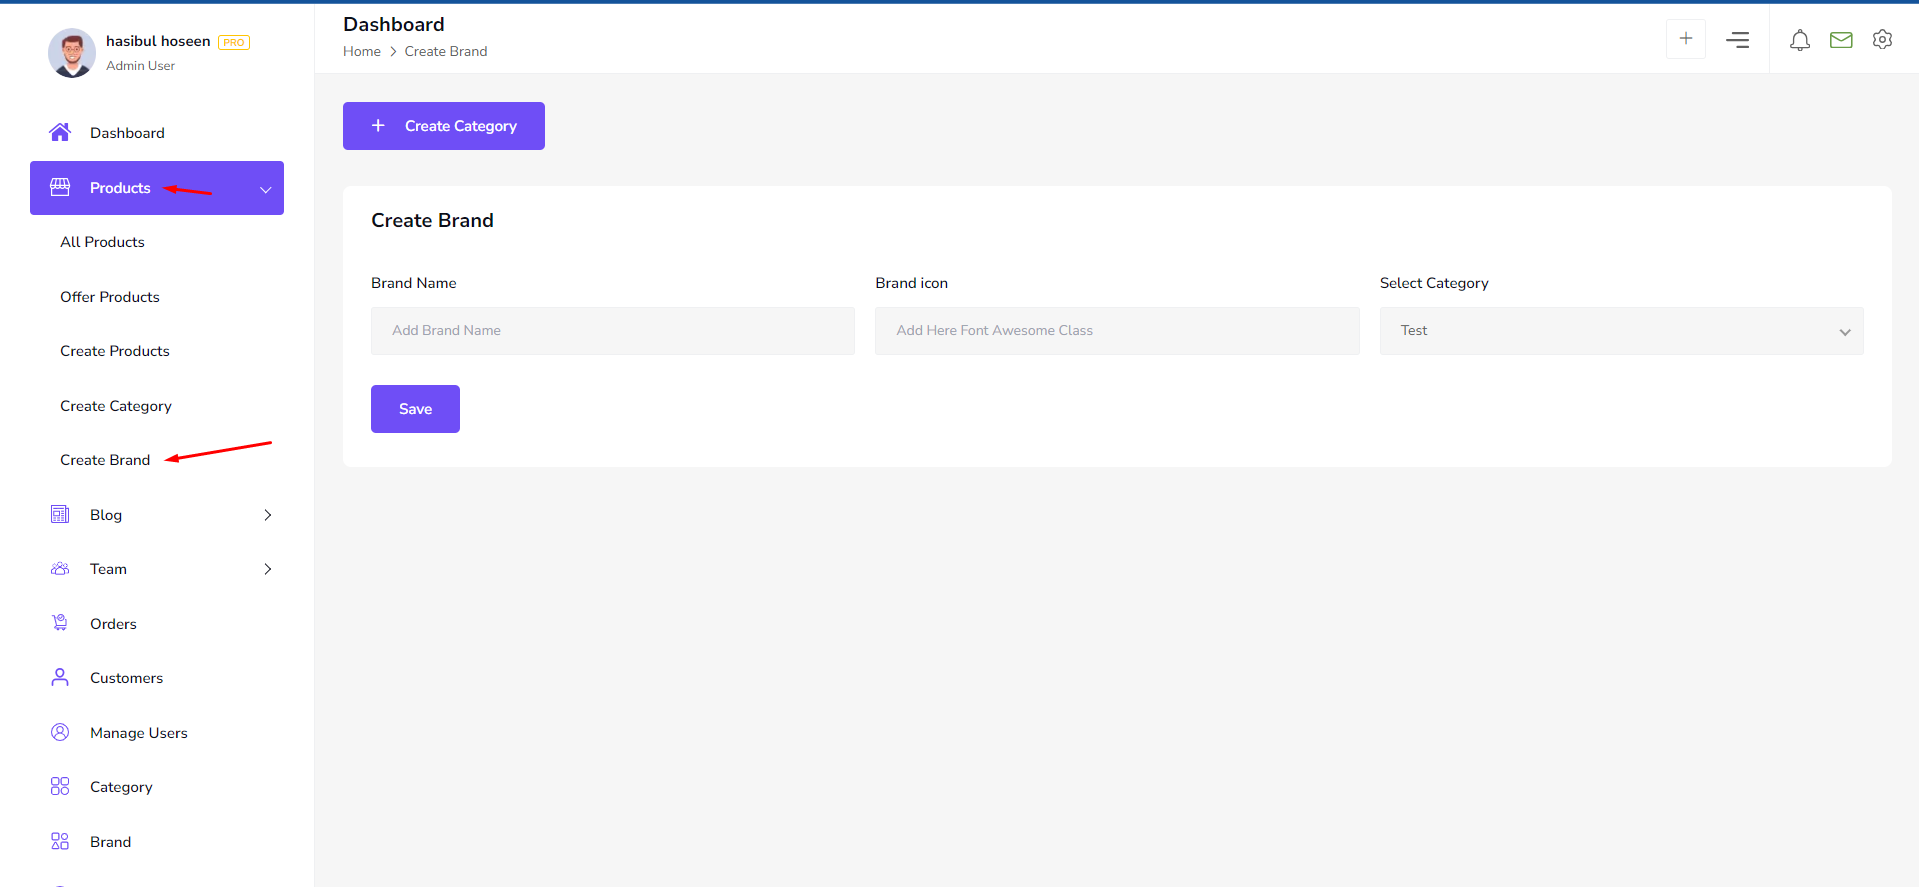 hasibul hoseen PRO
Admin User
Dashboard
Products
All Products
Offer Products
Create Products
Create Category
Create Brand
Blog
Team
Orders
Customers
Manage Users
Category
Brand
Dashboard
Home > Create Brand
+ Create Category
Create Brand
Brand Name
Add Brand Name
Brand icon
Add Here Font Awesome Class
Select Category
Test
Save